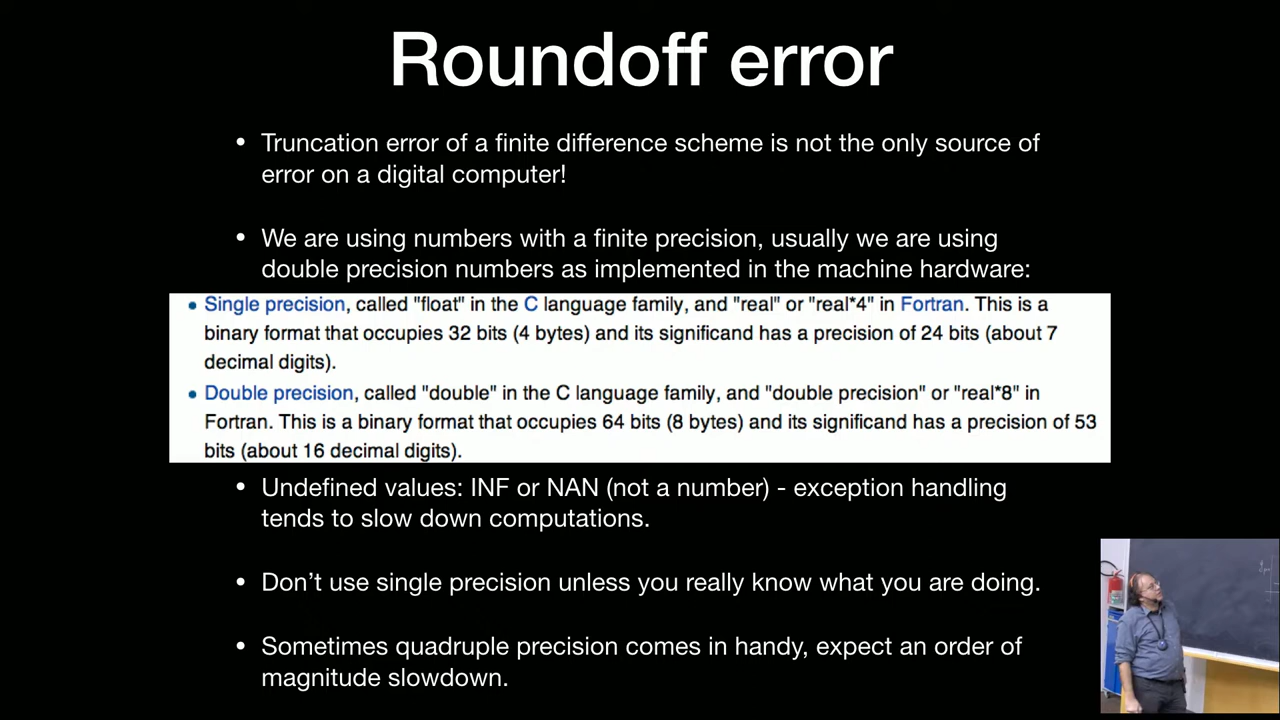 Roundoff error
• Truncation error of a finite difference scheme is not the only source of
error on a digital computer!
• We are using numbers with a finite precision, usually we are using
double precision numbers as implemented in the machine hardware:
• Single precision, called "float" in the C language family, and "real" or "real*4" in Fortran. This is a
binary format that occupies 32 bits (4 bytes) and its significand has a precision of 24 bits (about 7
decimal digits).
• Double precision, called "double" in the C language family, and "double precision" or "real*8" in
Fortran. This is a binary format that occupies 64 bits (8 bytes) and its significand has a precision of 53
bits (about 16 decimal digits).
• Undefined values: INF or NAN (not a number) - exception handling
tends to slow down computations.
• Don’t use single precision unless you really know what you are doing.
• Sometimes quadruple precision comes in handy, expect an order of
magnitude slowdown.